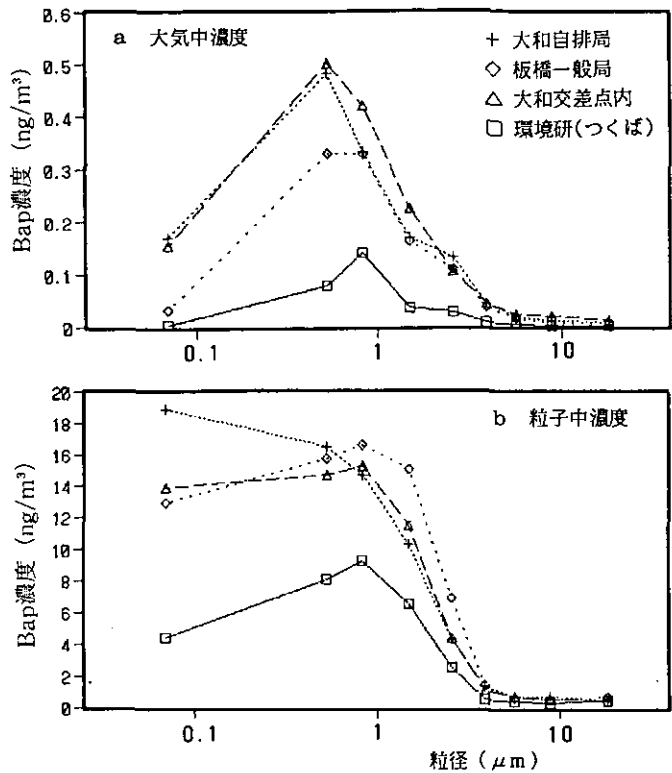 0.6
a 大気中濃度
+ 大和自排局
◇ 板橋一般局
△ 大和交差点内
□ 環境研(つくば)
0.5
0.4
0.3
0.2
0.1
0
Bap濃度 (ng/m³)
0.1 1 10
20
b 粒子中濃度
18
16
14
12
10
8
6
4
2
0
Bap濃度 (ng/m³)
0.1 1 10
粒径 (μm)